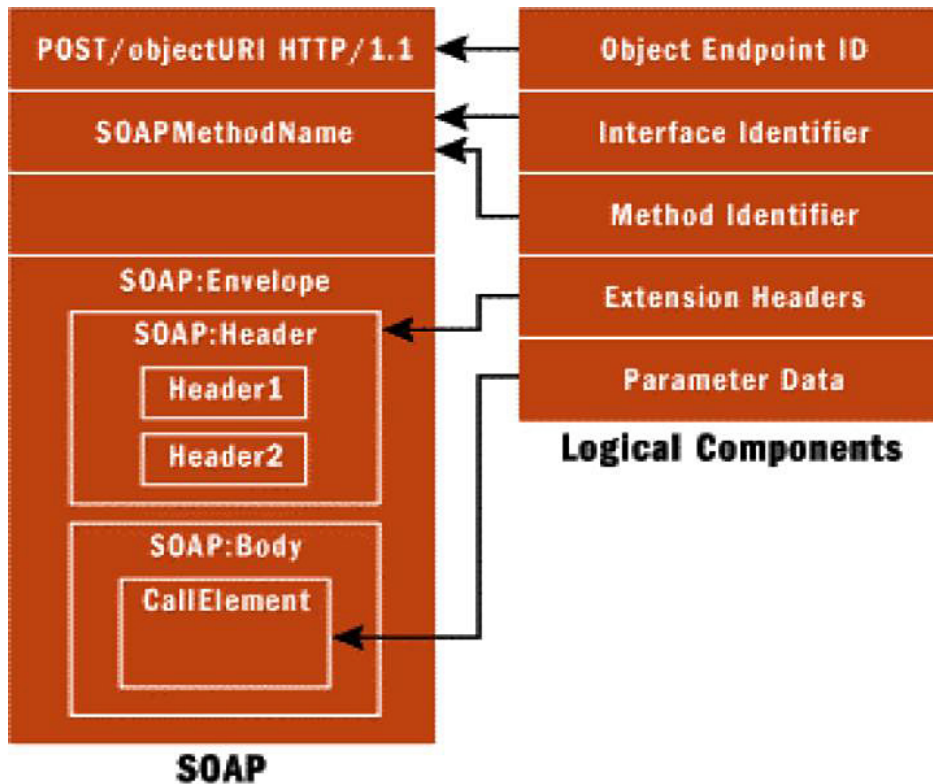 POST/objectURI HTTP/1.1
SOAPMethodName
SOAP:Envelope
SOAP:Header
Header1
Header2
SOAP:Body
CallElement
SOAP
Object Endpoint ID
Interface Identifier
Method Identifier
Extension Headers
Parameter Data
Logical Components